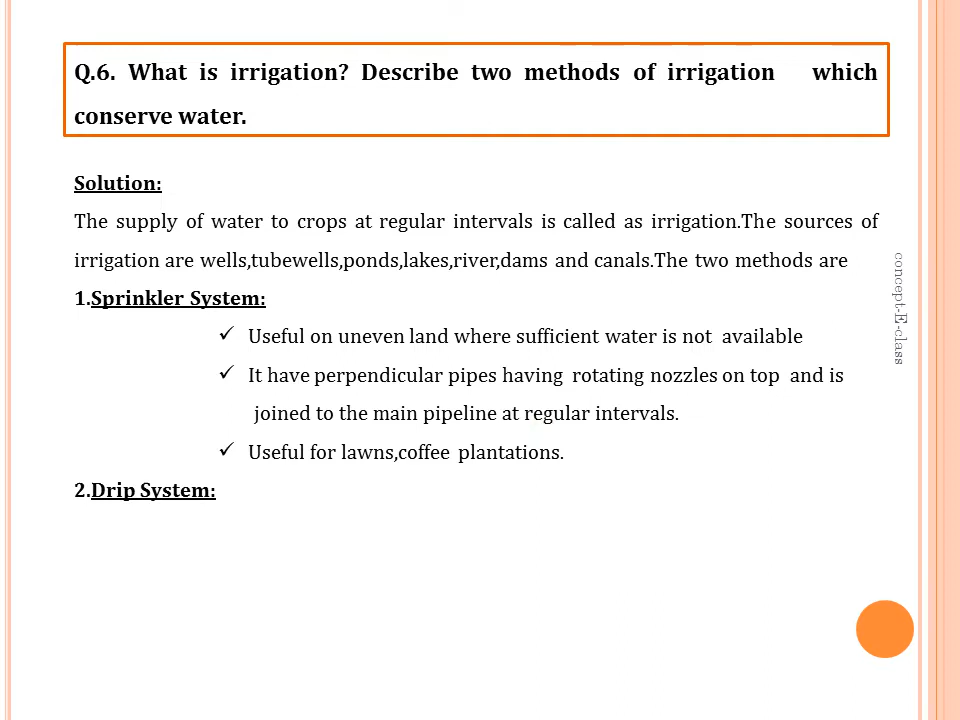 Q.6. What is irrigation? Describe two methods of irrigation which
conserve water.
Solution:
The supply of water to crops at regular intervals is called as irrigation.The sources of
irrigation are wells,tubewells,ponds,lakes,river,dams and canals.The two methods are
1.Sprinkler System:
✓ Useful on uneven land where sufficient water is not available
✓ It have perpendicular pipes having rotating nozzles on top and is
joined to the main pipeline at regular intervals.
✓ Useful for lawns,coffee plantations.
2.Drip System:
concept-E-class